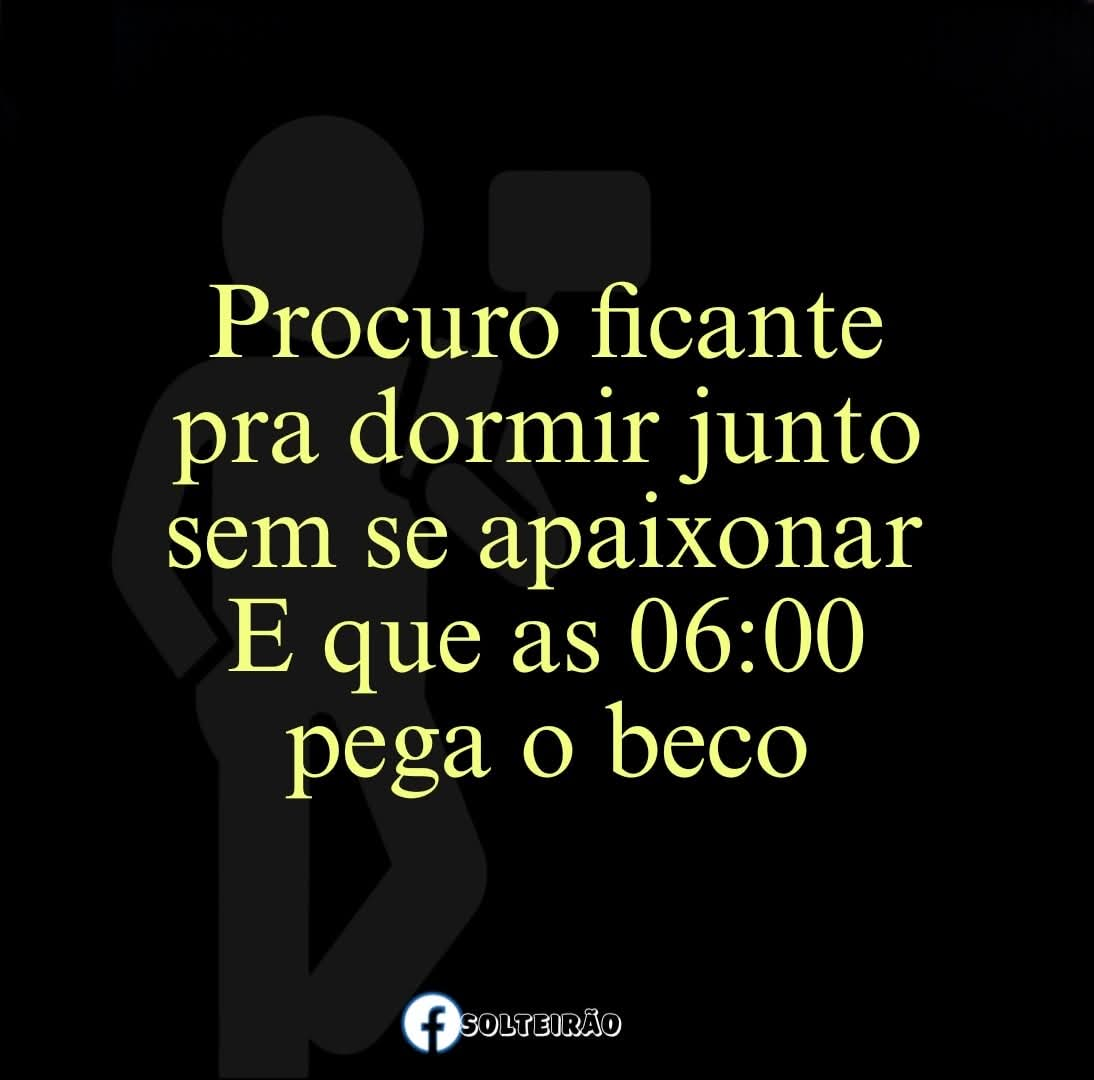 Procuro ficante
pra dormir junto
sem se apaixonar
E que as 06:00
pega o beco
f SOLTEIRÃO